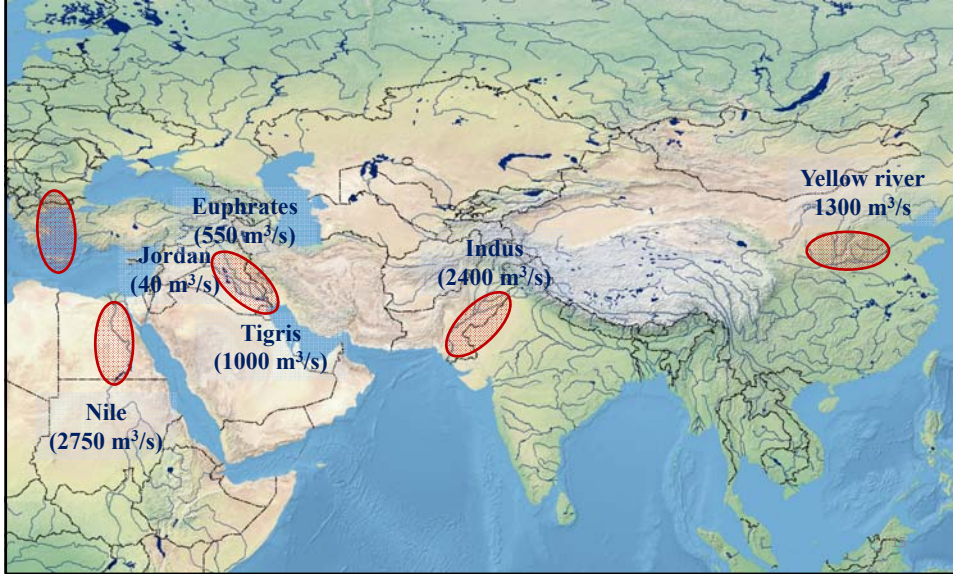 Yellow river
1300 m³/s
Euphrates
(550 m³/s)
Indus
(2400 m³/s)
Jordan
(40 m³/s)
Tigris
(1000 m³/s)
Nile
(2750 m³/s)